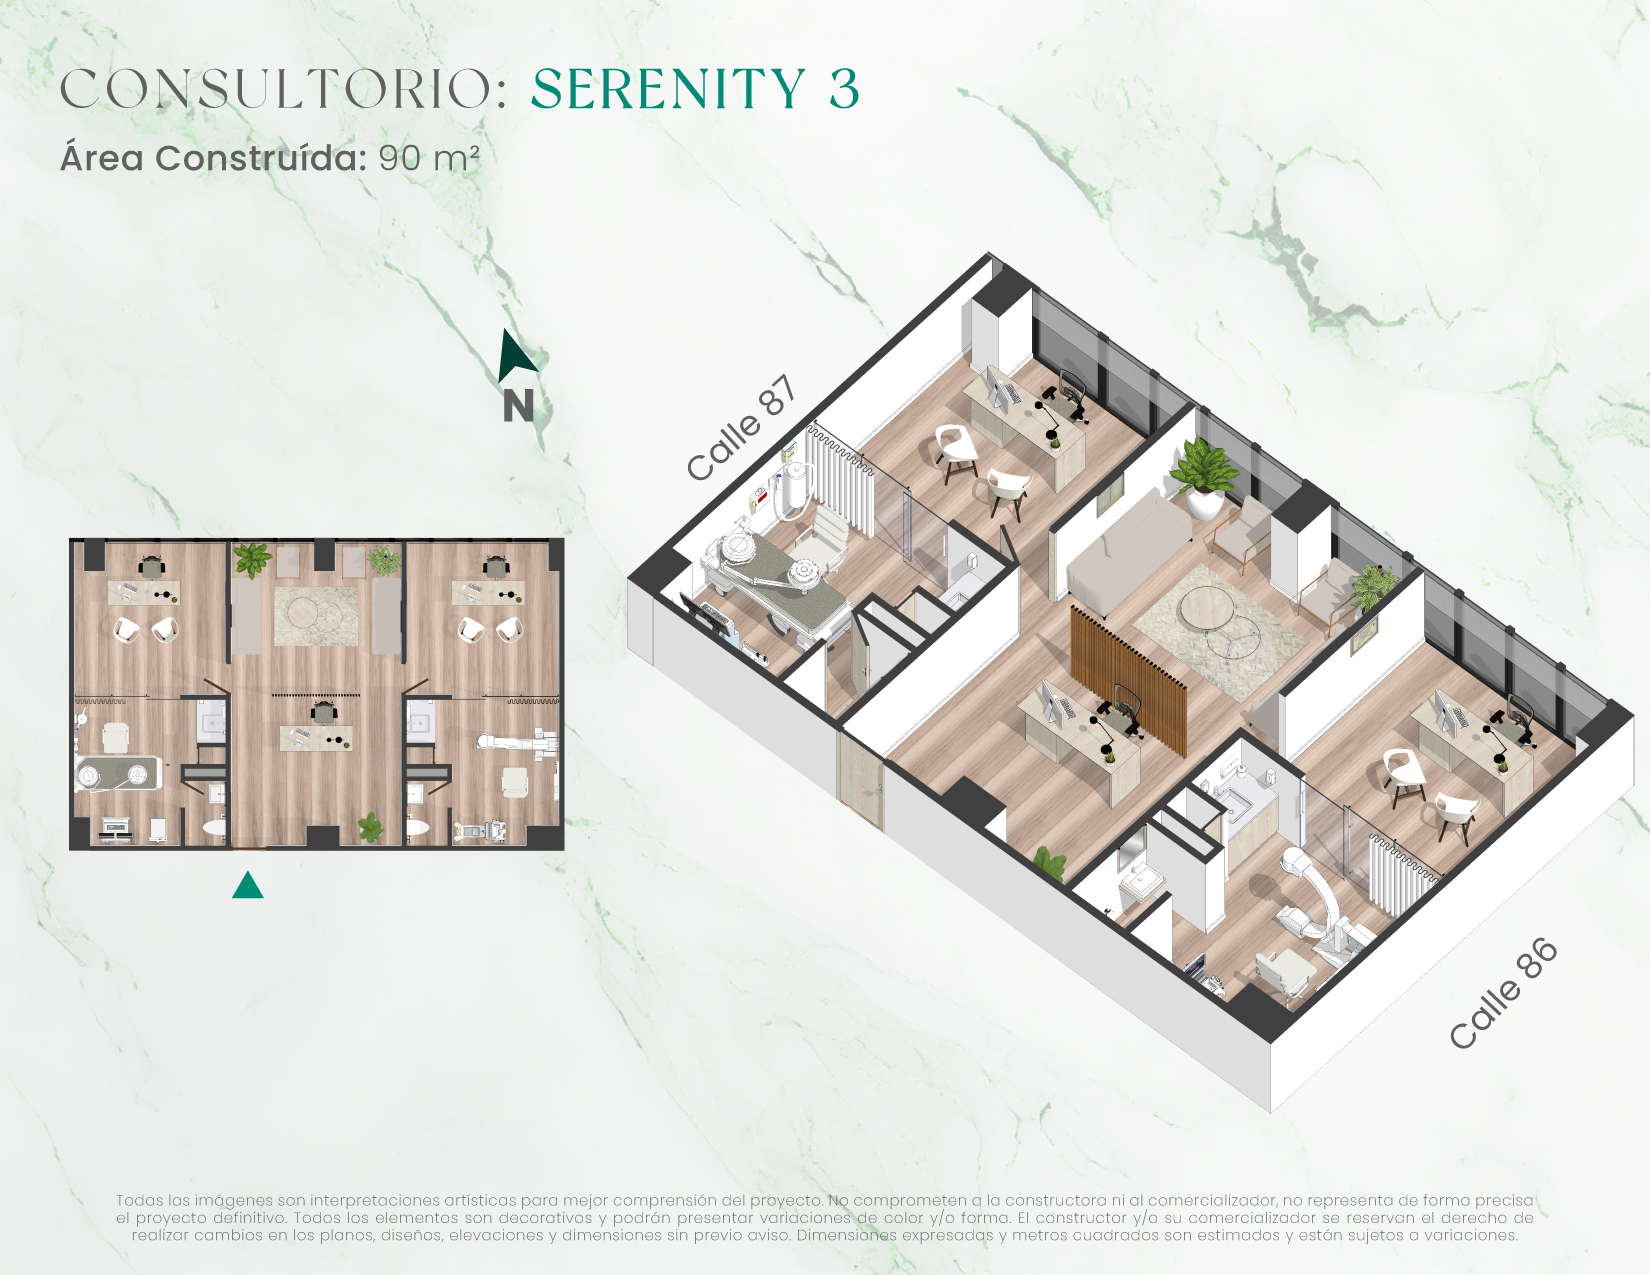 CONSULTORIO: SERENITY 3
Área Construída: 90 m²
N
Calle 87
Calle 86
Todas las imágenes son interpretaciones artísticas para mejor comprensión del proyecto. No comprometen a la constructora ni al comercializador, no representa de forma precisa
el proyecto definitivo. Todos los elementos son decorativos y podrán presentar variaciones de color y/o forma. El constructor y/o su comercializador se reservan el derecho de
realizar cambios en los planos, diseños, elevaciones y dimensiones sin previo aviso. Dimensiones expresadas y metros cuadrados son estimados y están sujetos a variaciones.